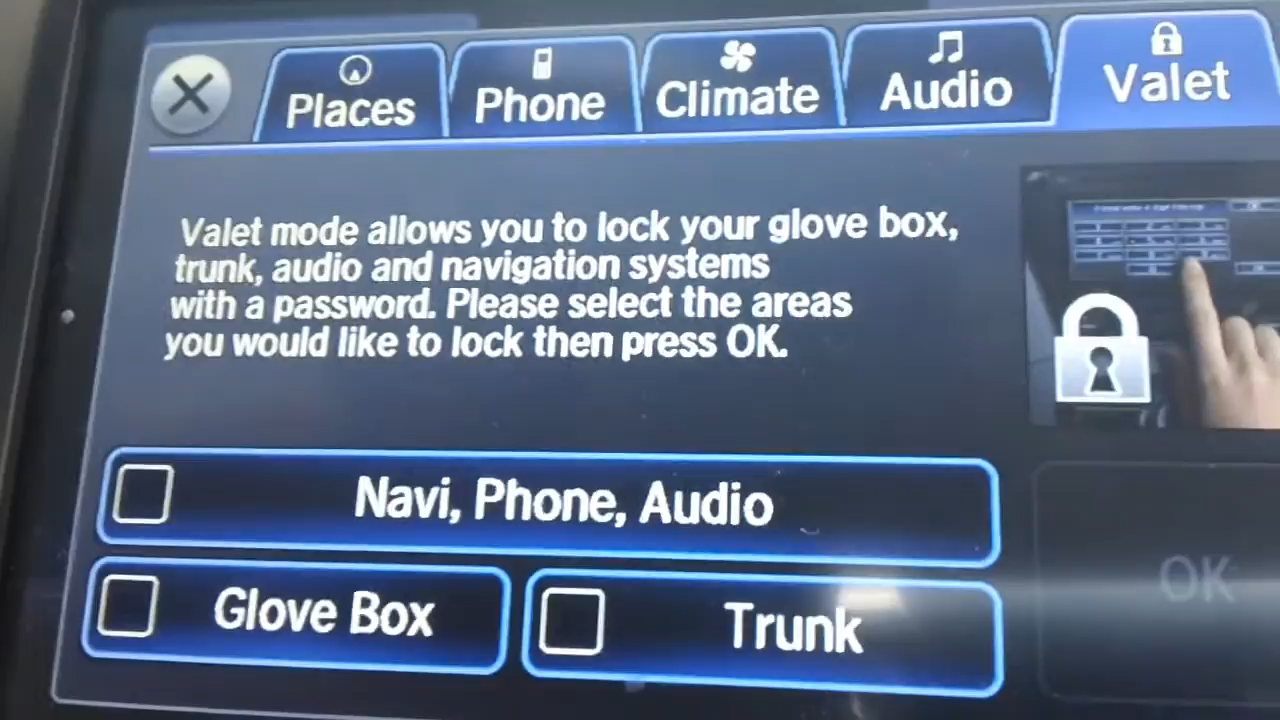 Places Phone Climate Audio Valet
Valet mode allows you to lock your glove box,
trunk, audio and navigation systems
with a password. Please select the areas
you would like to lock then press OK.
Navi, Phone, Audio
Glove Box Trunk
OK